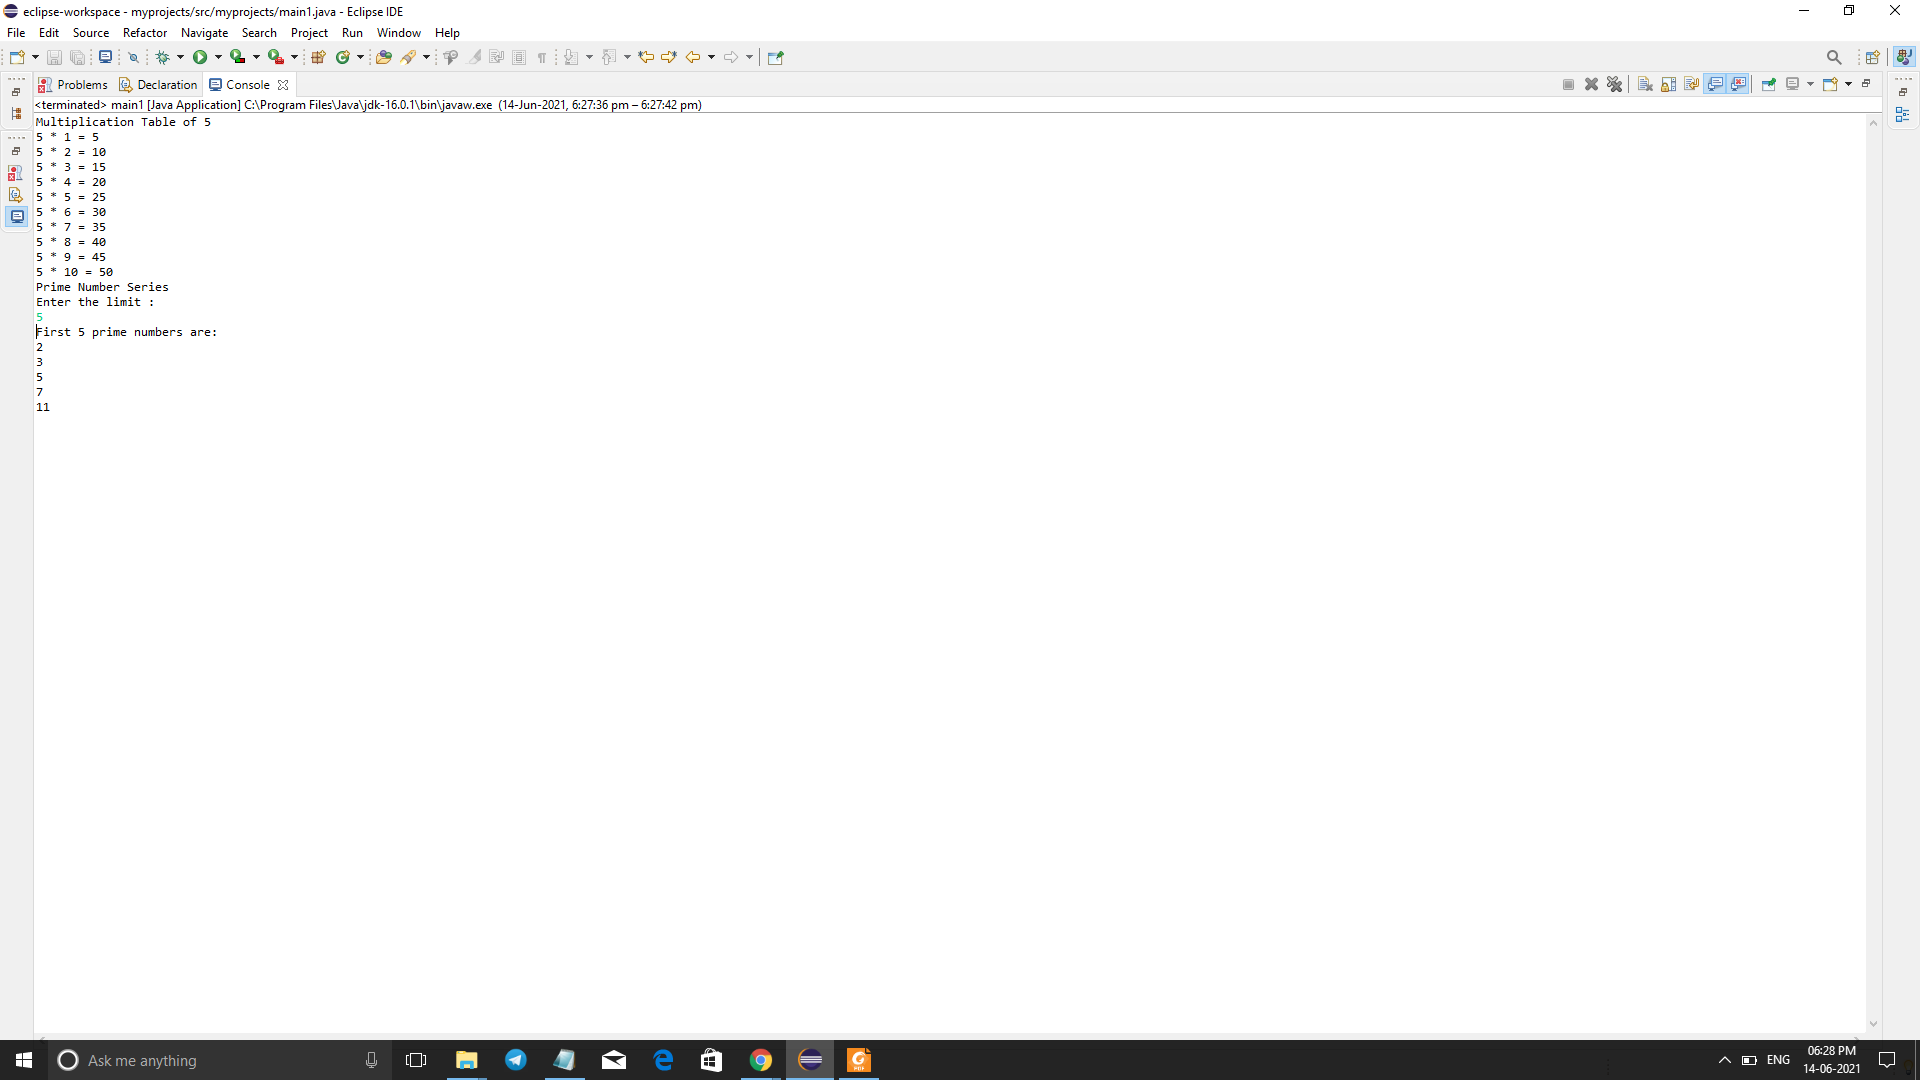 eclipse-workspace - myprojects/src/myprojects/main1.java - Eclipse IDE
File Edit Source Refactor Navigate Search Project Run Window Help
Problems Declaration Console
<terminated> main1 [Java Application] C:\Program Files\Java\jdk-16.0.1\bin\javaw.exe (14-Jun-2021, 6:27:36 pm – 6:27:42 pm)
Multiplication Table of 5
5 * 1 = 5
5 * 2 = 10
5 * 3 = 15
5 * 4 = 20
5 * 5 = 25
5 * 6 = 30
5 * 7 = 35
5 * 8 = 40
5 * 9 = 45
5 * 10 = 50
Prime Number Series
Enter the limit :
5
First 5 prime numbers are:
2
3
5
7
11
Ask me anything
ENG
06:28 PM
14-06-2021